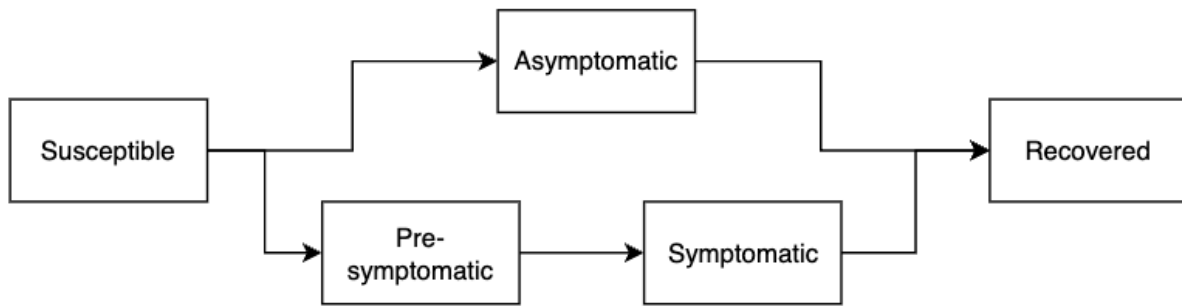 Asymptomatic
Susceptible
Recovered
Pre-
symptomatic
Symptomatic